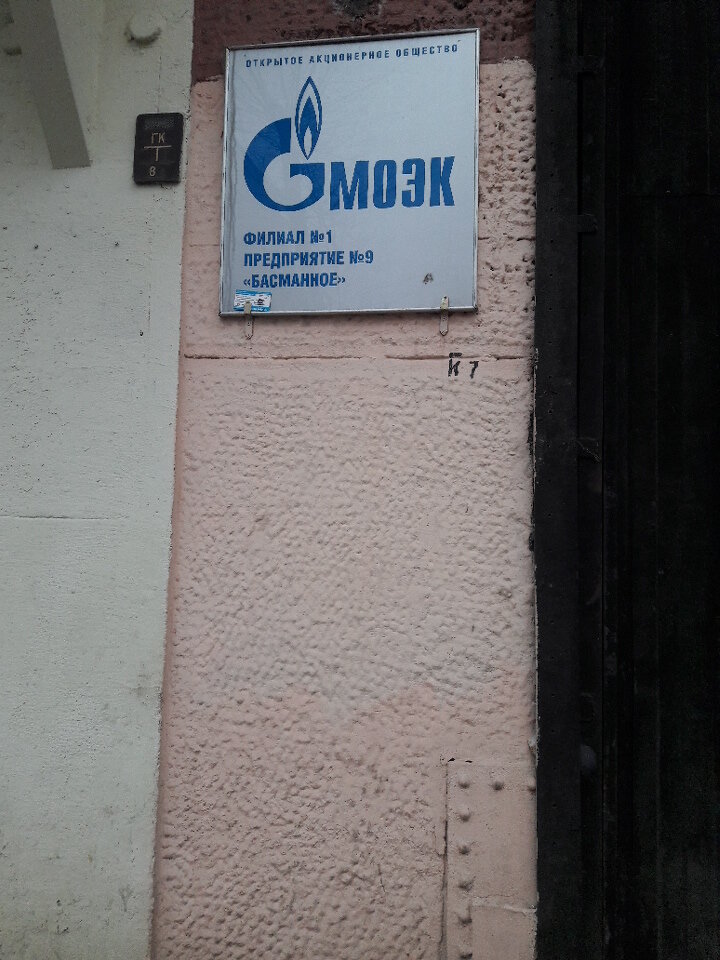 ОТКРЫТОЕ АКЦИОНЕРНОЕ ОБЩЕСТВО
МОЭК
ФИЛИАЛ №1
ПРЕДПРИЯТИЕ №9
«БАСМАННОЕ»
ГК
8
К 7